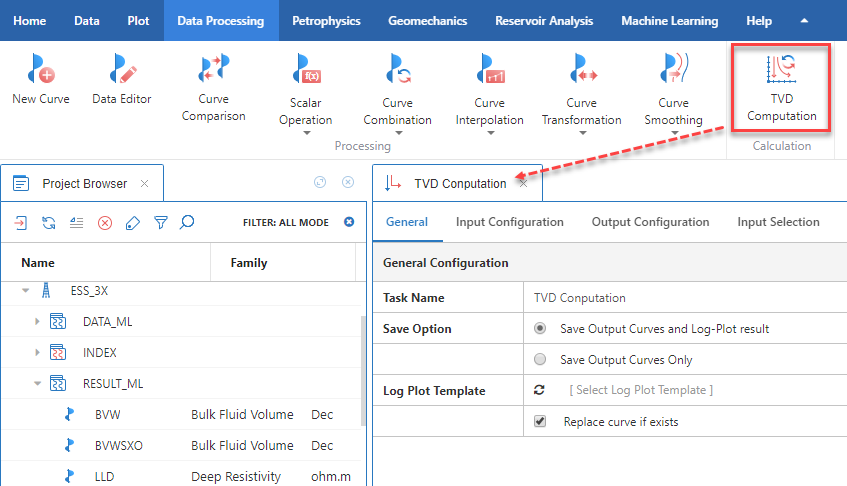 Home Data Plot Data Processing Petrophysics Geomechanics Reservoir Analysis Machine Learning Help
New Curve Data Editor Curve Comparison Scalar Operation Curve Combination Curve Interpolation Curve Transformation Curve Smoothing TVD Computation
Processing Calculation
Project Browser TVD Conputation
FILTER: ALL MODE
General Input Configuration Output Configuration Input Selection
Name Family
General Configuration
ESS_3X
Task Name TVD Conputation
DATA_ML
Save Option Save Output Curves and Log-Plot result
INDEX
Save Output Curves Only
RESULT_ML
Log Plot Template [ Select Log Plot Template ]
BVW Bulk Fluid Volume Dec
Replace curve if exists
BVWSXO Bulk Fluid Volume Dec
LLD Deep Resistivity ohm.m